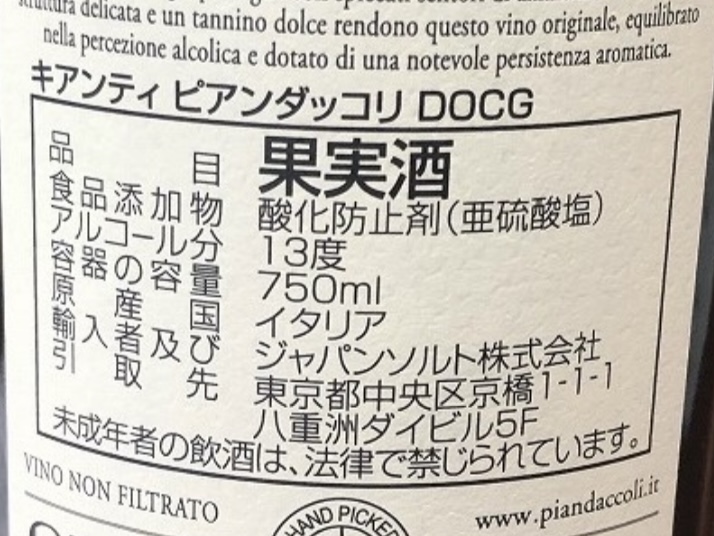 struttura delicata e un tannino dolce rendono questo vino originale, equilibrato
nella percezione alcolica e dotato di una notevole persistenza aromatica.
キアンティ ピアンダッコリ DOCG
品目 果実酒
食品添加物 酸化防止剤(亜硫酸塩)
アルコール分 13度
容器の容量 750ml
原産国 イタリア
輸入者及び ジャパンソルト株式会社
引取先 東京都中央区京橋1-1-1
八重洲ダイビル5F
未成年者の飲酒は、法律で禁じられています。
VINO NON FILTRATO
HAND PICKED
www.piandaccoli.it